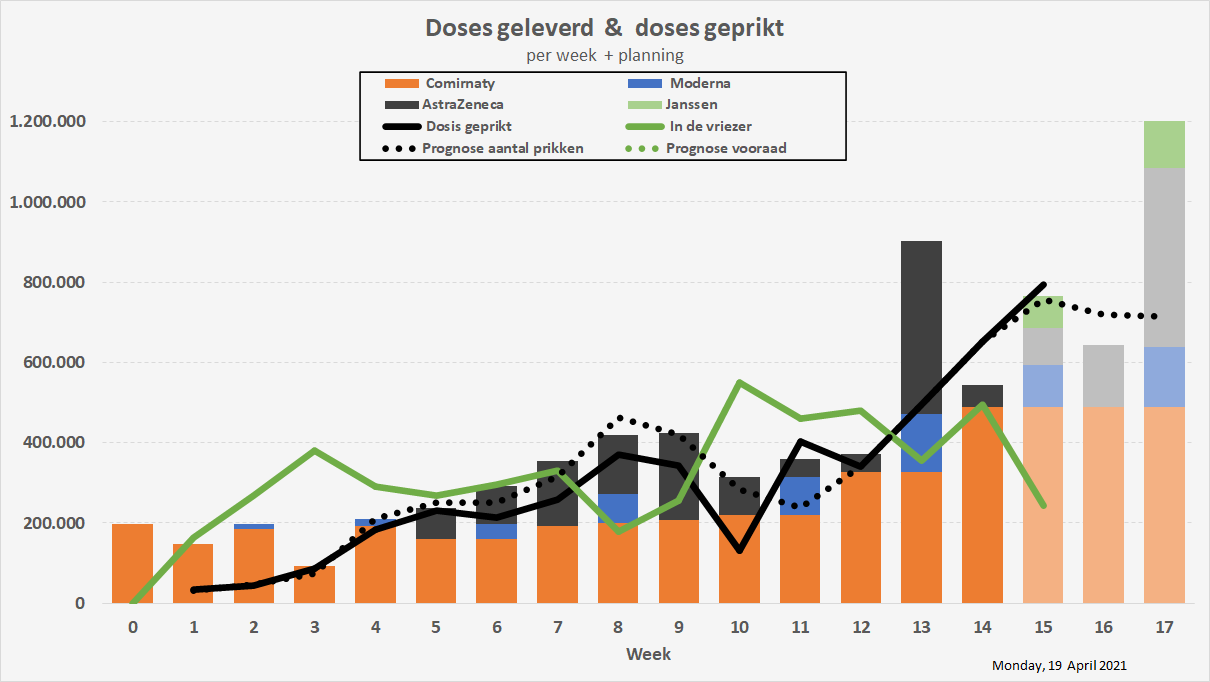 Doses geleverd & doses geprikt
per week + planning
Comirnaty Moderna
AstraZeneca Janssen
Dosis geprikt In de vriezer
Prognose aantal prikken Prognose vooraad
1.200.000
1.000.000
800.000
600.000
400.000
200.000
0
0 1 2 3 4 5 6 7 8 9 10 11 12 13 14 15 16 17
Week
Monday, 19 April 2021